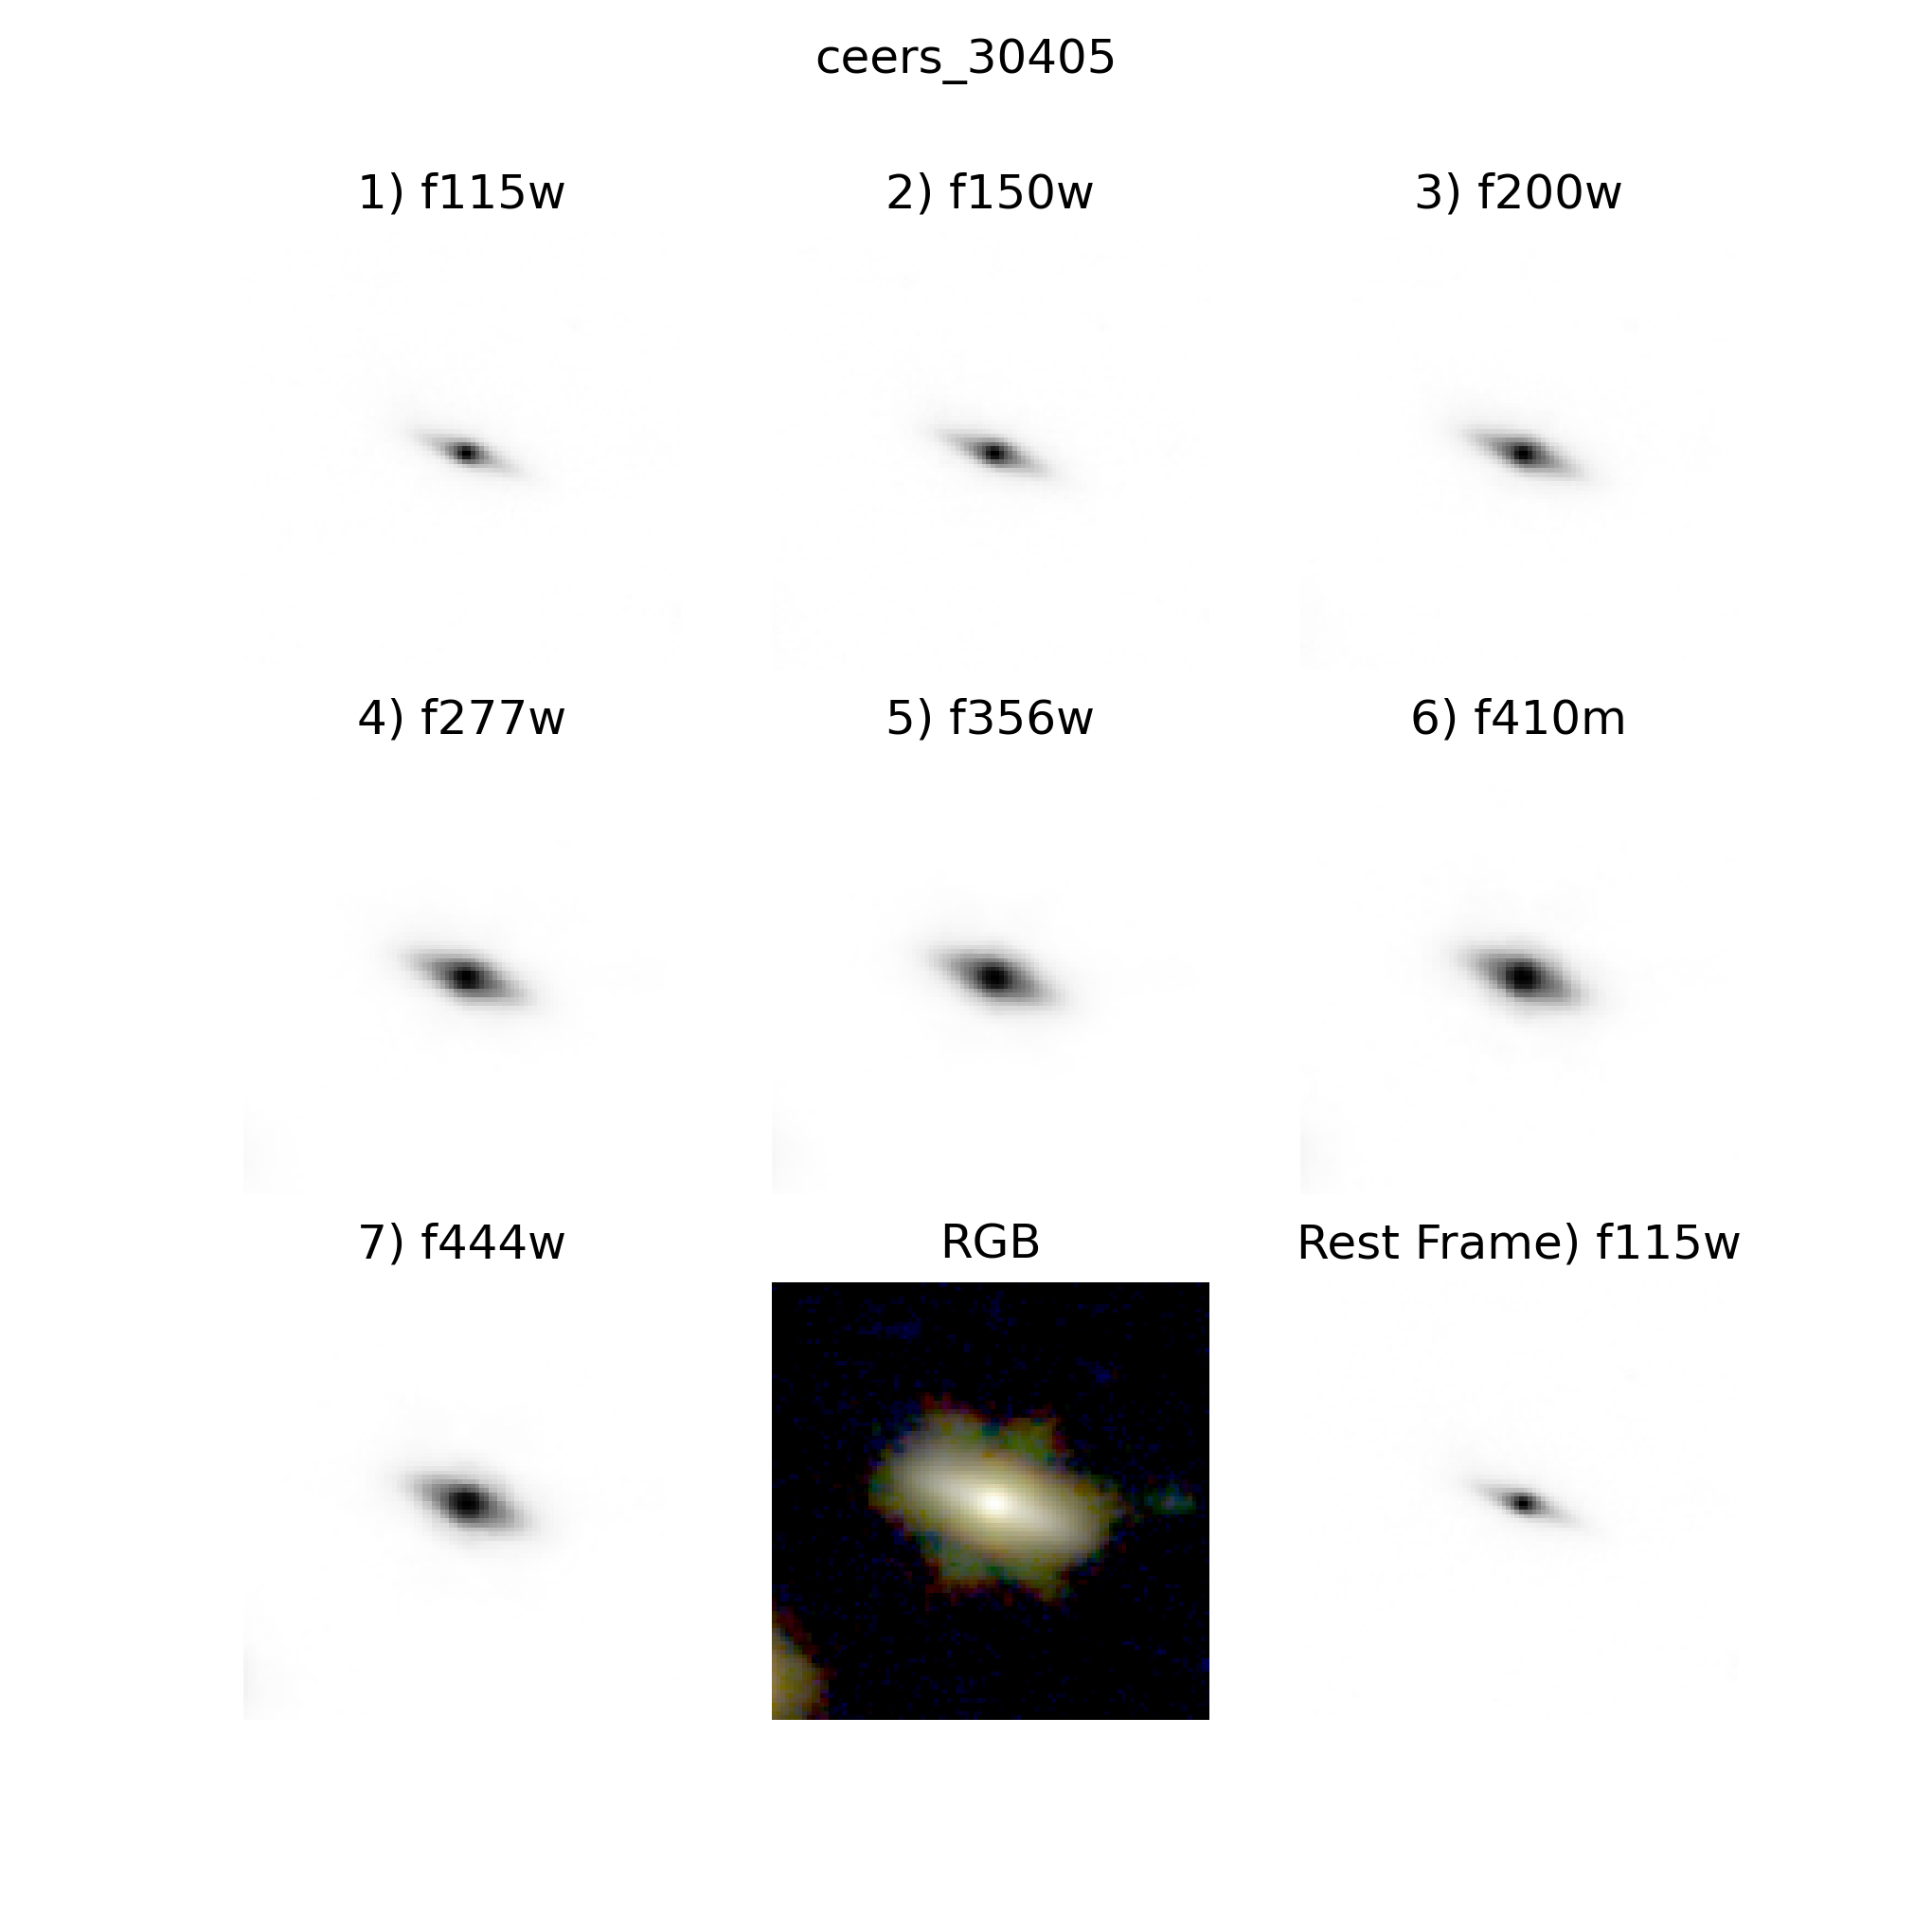 ceers_30405
1) f115w
2) f150w
3) f200w
4) f277w
5) f356w
6) f410m
7) f444w
RGB
Rest Frame) f115w